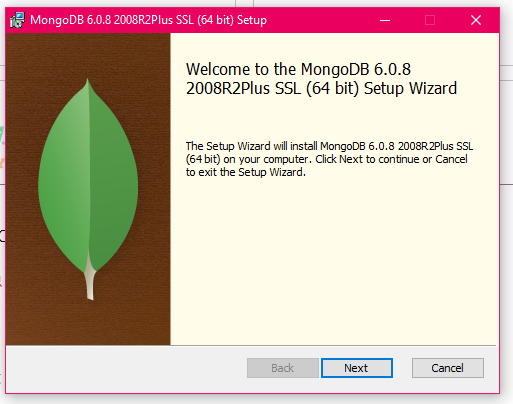 MongoDB 6.0.8 2008R2Plus SSL (64 bit) Setup
Welcome to the MongoDB 6.0.8
2008R2Plus SSL (64 bit) Setup Wizard
The Setup Wizard will install MongoDB 6.0.8 2008R2Plus SSL
(64 bit) on your computer. Click Next to continue or Cancel
to exit the Setup Wizard.
Back
Next
Cancel